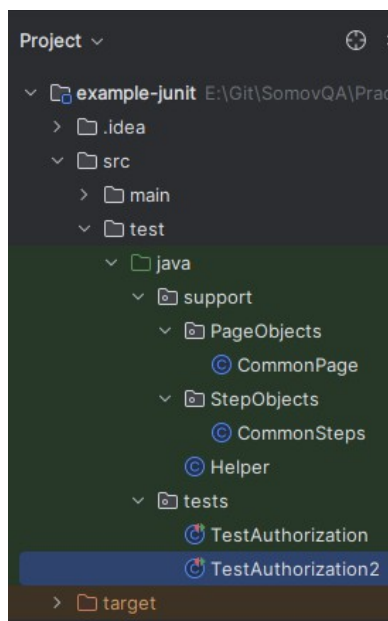 Project
example-junit E:\Git\SomovQA\Prac
.idea
src
main
test
java
support
PageObjects
CommonPage
StepObjects
CommonSteps
Helper
tests
TestAuthorization
TestAuthorization2
target